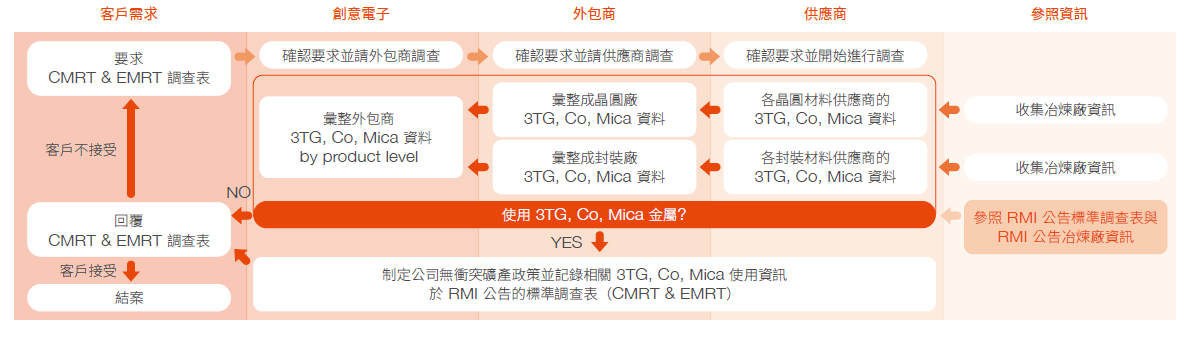 客戶需求
創意電子
外包商
供應商
參照資訊
要求
CMRT & EMRT 調查表
確認要求並請外包商調查
確認要求並請供應商調查
確認要求並開始進行調查
彙整外包商
3TG, Co, Mica 資料
by product level
彙整成晶圓廠
3TG, Co, Mica 資料
各晶圓材料供應商的
3TG, Co, Mica 資料
收集冶煉廠資訊
客戶不接受
彙整成封裝廠
3TG, Co, Mica 資料
各封裝材料供應商的
3TG, Co, Mica 資料
收集冶煉廠資訊
NO
回覆
CMRT & EMRT 調查表
使用 3TG, Co, Mica 金屬?
參照 RMI 公告標準調查表與
RMI 公告冶煉廠資訊
YES
客戶接受
結案
制定公司無衝突礦產政策並記錄相關 3TG, Co, Mica 使用資訊
於 RMI 公告的標準調查表（CMRT & EMRT）